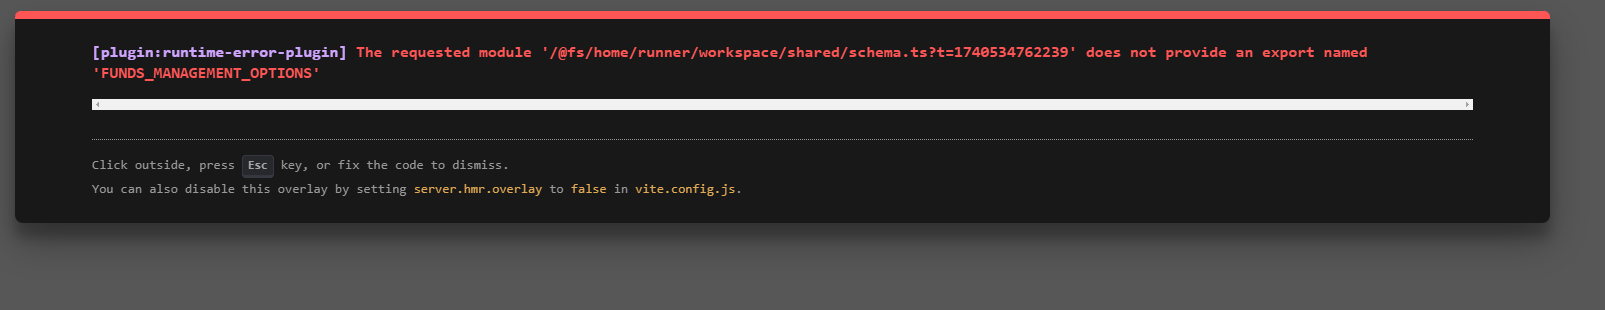 [plugin:runtime-error-plugin] The requested module '/@fs/home/runner/workspace/shared/schema.ts?t=1740534762239' does not provide an export named
'FUNDS_MANAGEMENT_OPTIONS'
Click outside, press Esc key, or fix the code to dismiss.
You can also disable this overlay by setting server.hmr.overlay to false in vite.config.js.